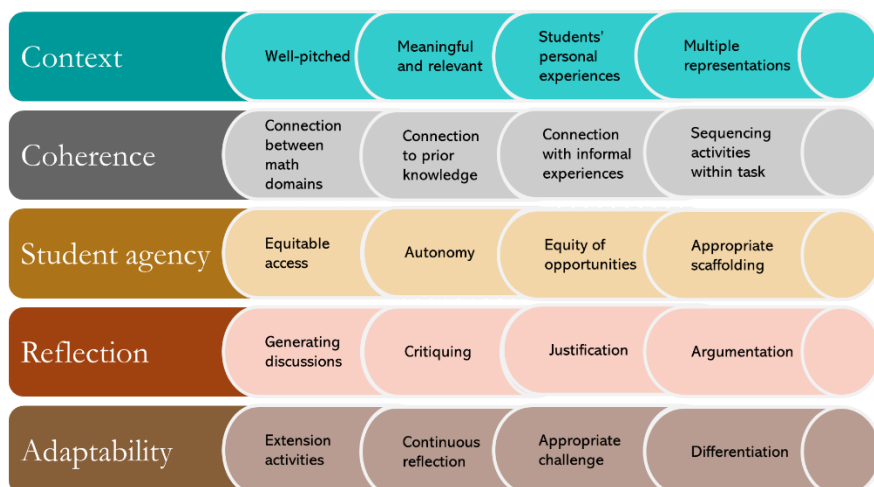 Context
Well-pitched
Meaningful
and relevant
Students'
personal
experiences
Multiple
representations
Coherence
Connection
between
math
domains
Connection
to prior
knowledge
Connection
with informal
experiences
Sequencing
activities
within task
Student agency
Equitable
access
Autonomy
Equity of
opportunities
Appropriate
scaffolding
Reflection
Generating
discussions
Critiquing
Justification
Argumentation
Adaptability
Extension
activities
Continuous
reflection
Appropriate
challenge
Differentiation